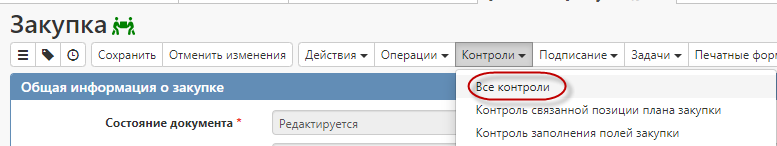 Закупка
Сохранить Отменить изменения Действия Операции Контроли Подписание Задачи Печатные фор
Общая информация о закупке
Все контроли
Контроль связанной позиции плана закупки
Состояние документа * Редактируется
Контроль заполнения полей закупки